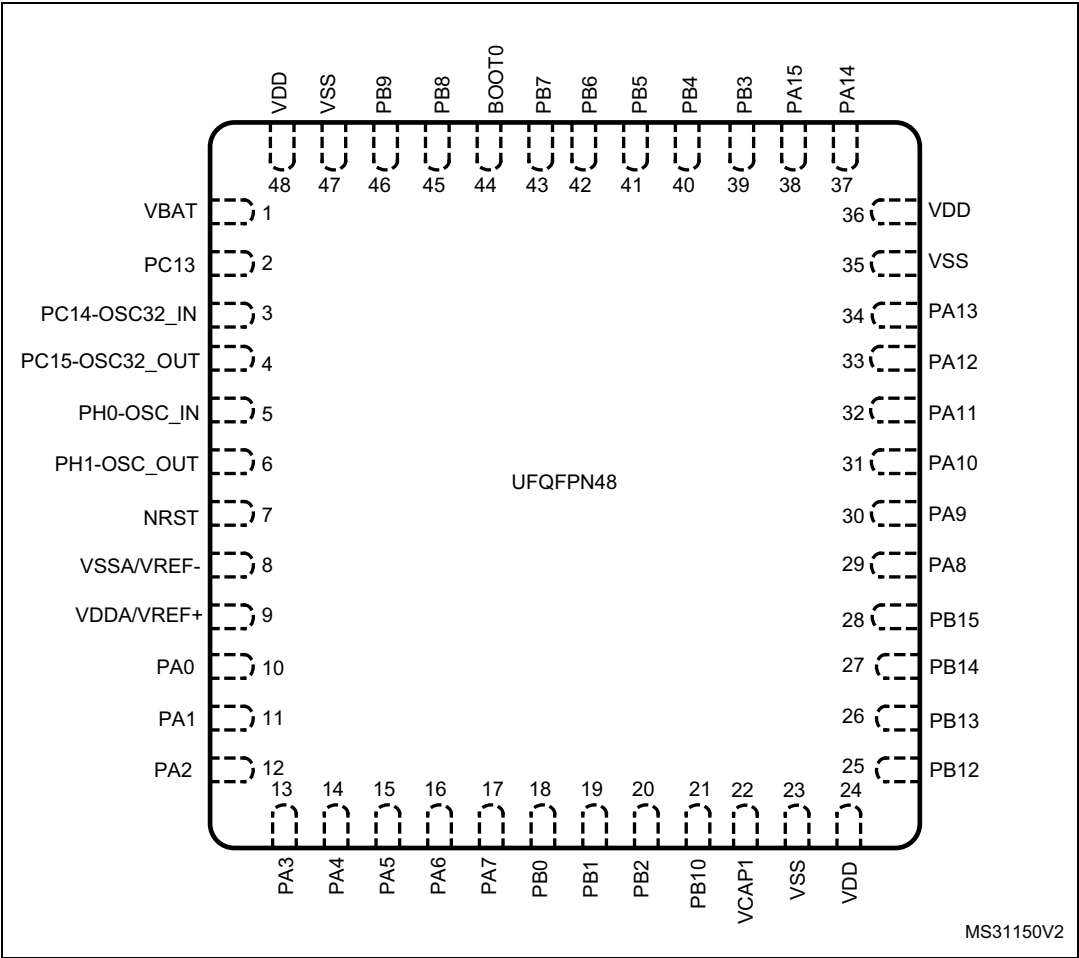 VDD
VSS
PB9
PB8
BOOT0
PB7
PB6
PB5
PB4
PB3
PA15
PA14
48 47 46 45 44 43 42 41 40 39 38 37
VBAT 1 36 VDD
PC13 2 35 VSS
PC14-OSC32_IN 3 34 PA13
PC15-OSC32_OUT 4 33 PA12
PH0-OSC_IN 5 32 PA11
PH1-OSC_OUT 6 31 PA10
UFQFPN48
NRST 7 30 PA9
VSSA/VREF- 8 29 PA8
VDDA/VREF+ 9 28 PB15
PA0 10 27 PB14
PA1 11 26 PB13
PA2 12 25 PB12
13 14 15 16 17 18 19 20 21 22 23 24
PA3
PA4
PA5
PA6
PA7
PB0
PB1
PB2
PB10
VCAP1
VSS
VDD
MS31150V2